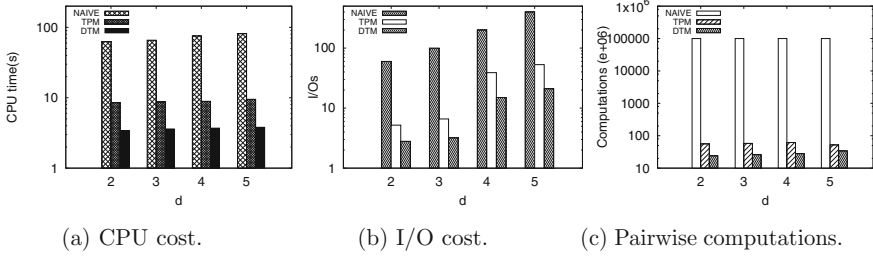 NAIVE
TPM
DTM
CPU time(s)
100
10
1
2 3 4 5
d
(a) CPU cost.
NAIVE
TPM
DTM
I/Os
100
10
1
2 3 4 5
d
(b) I/O cost.
NAIVE
TPM
DTM
Computations (e+06)
1x10^6
100000
10000
1000
100
10
2 3 4 5
d
(c) Pairwise computations.